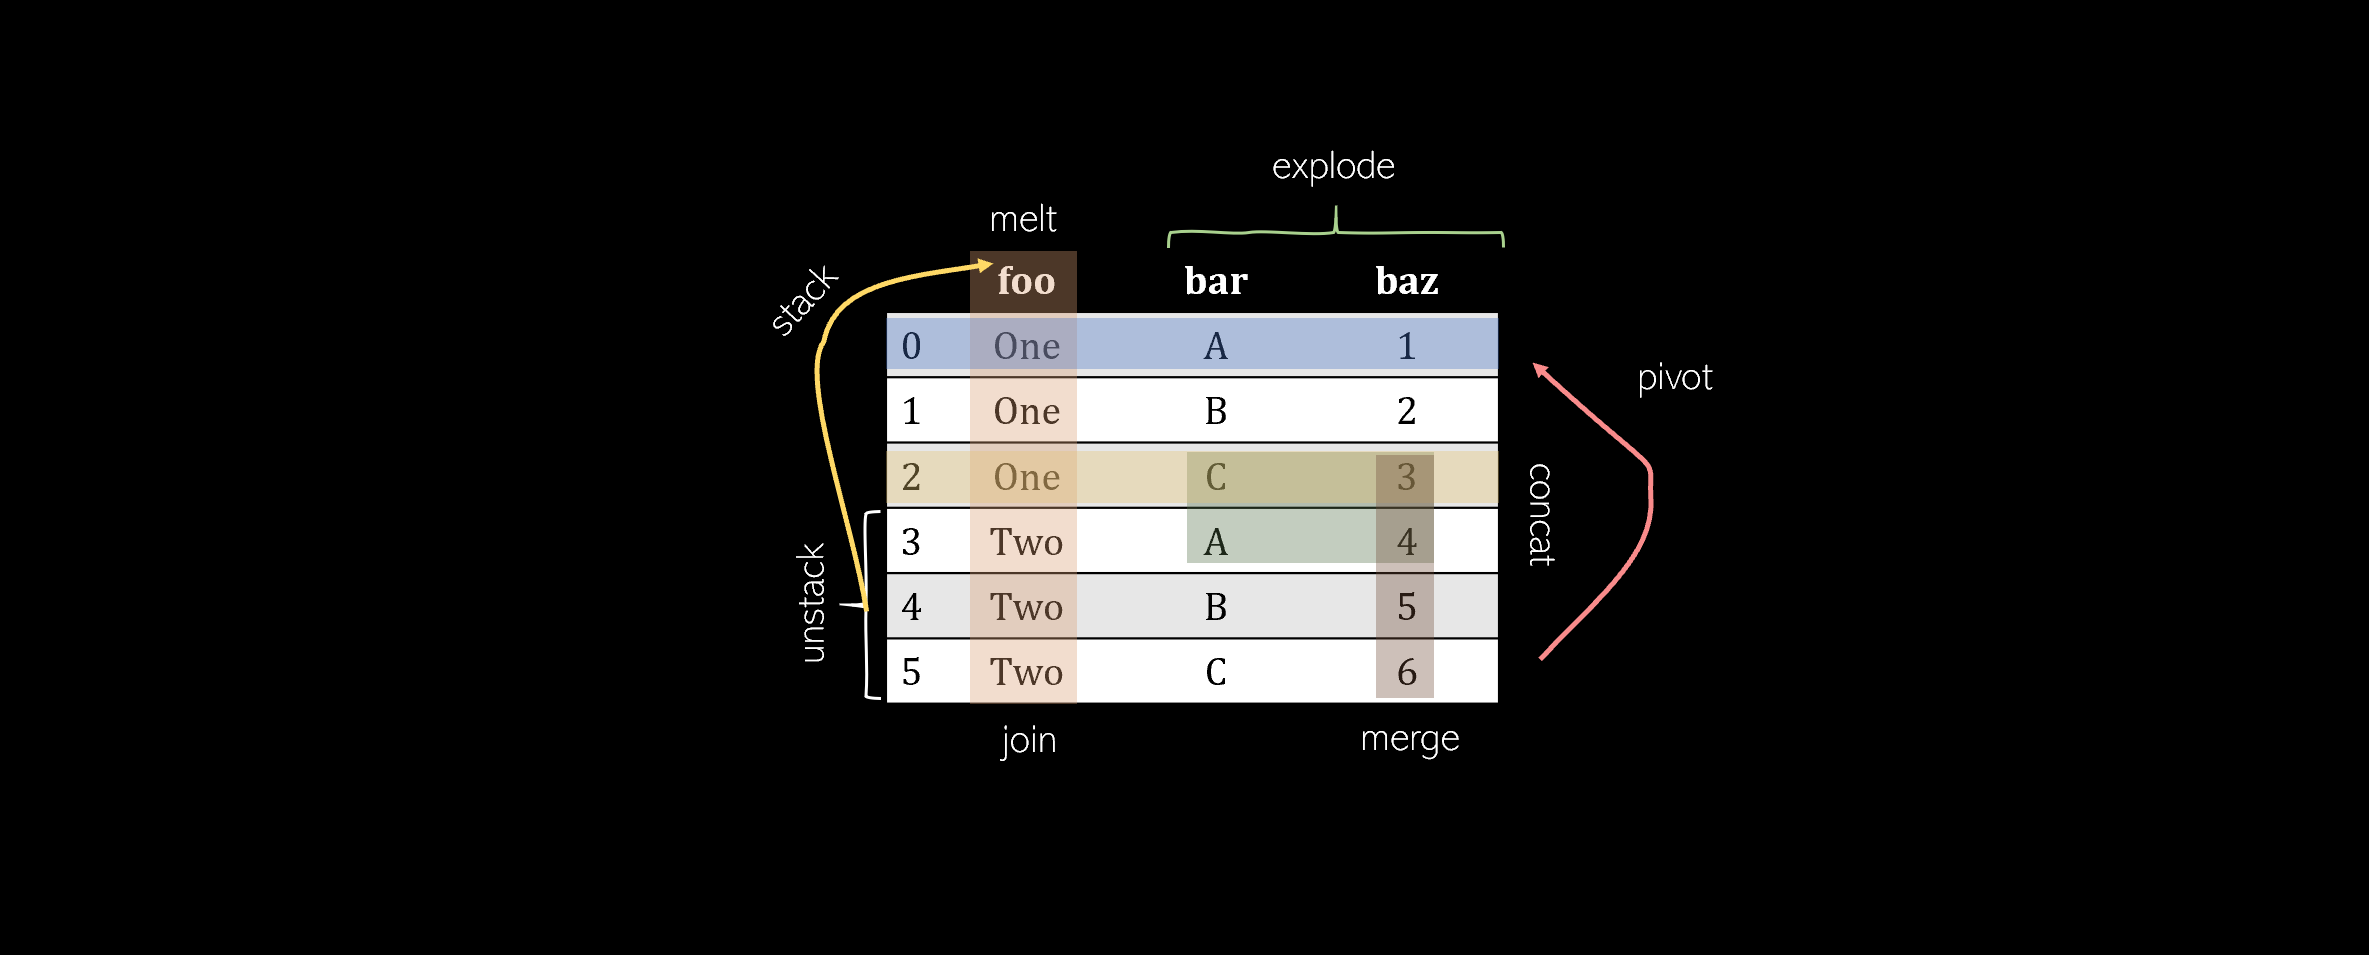 explode
melt
stack
foo bar baz
0 One A 1
pivot
1 One B 2
2 One C 3
concat
3 Two A 4
unstack
4 Two B 5
5 Two C 6
join merge